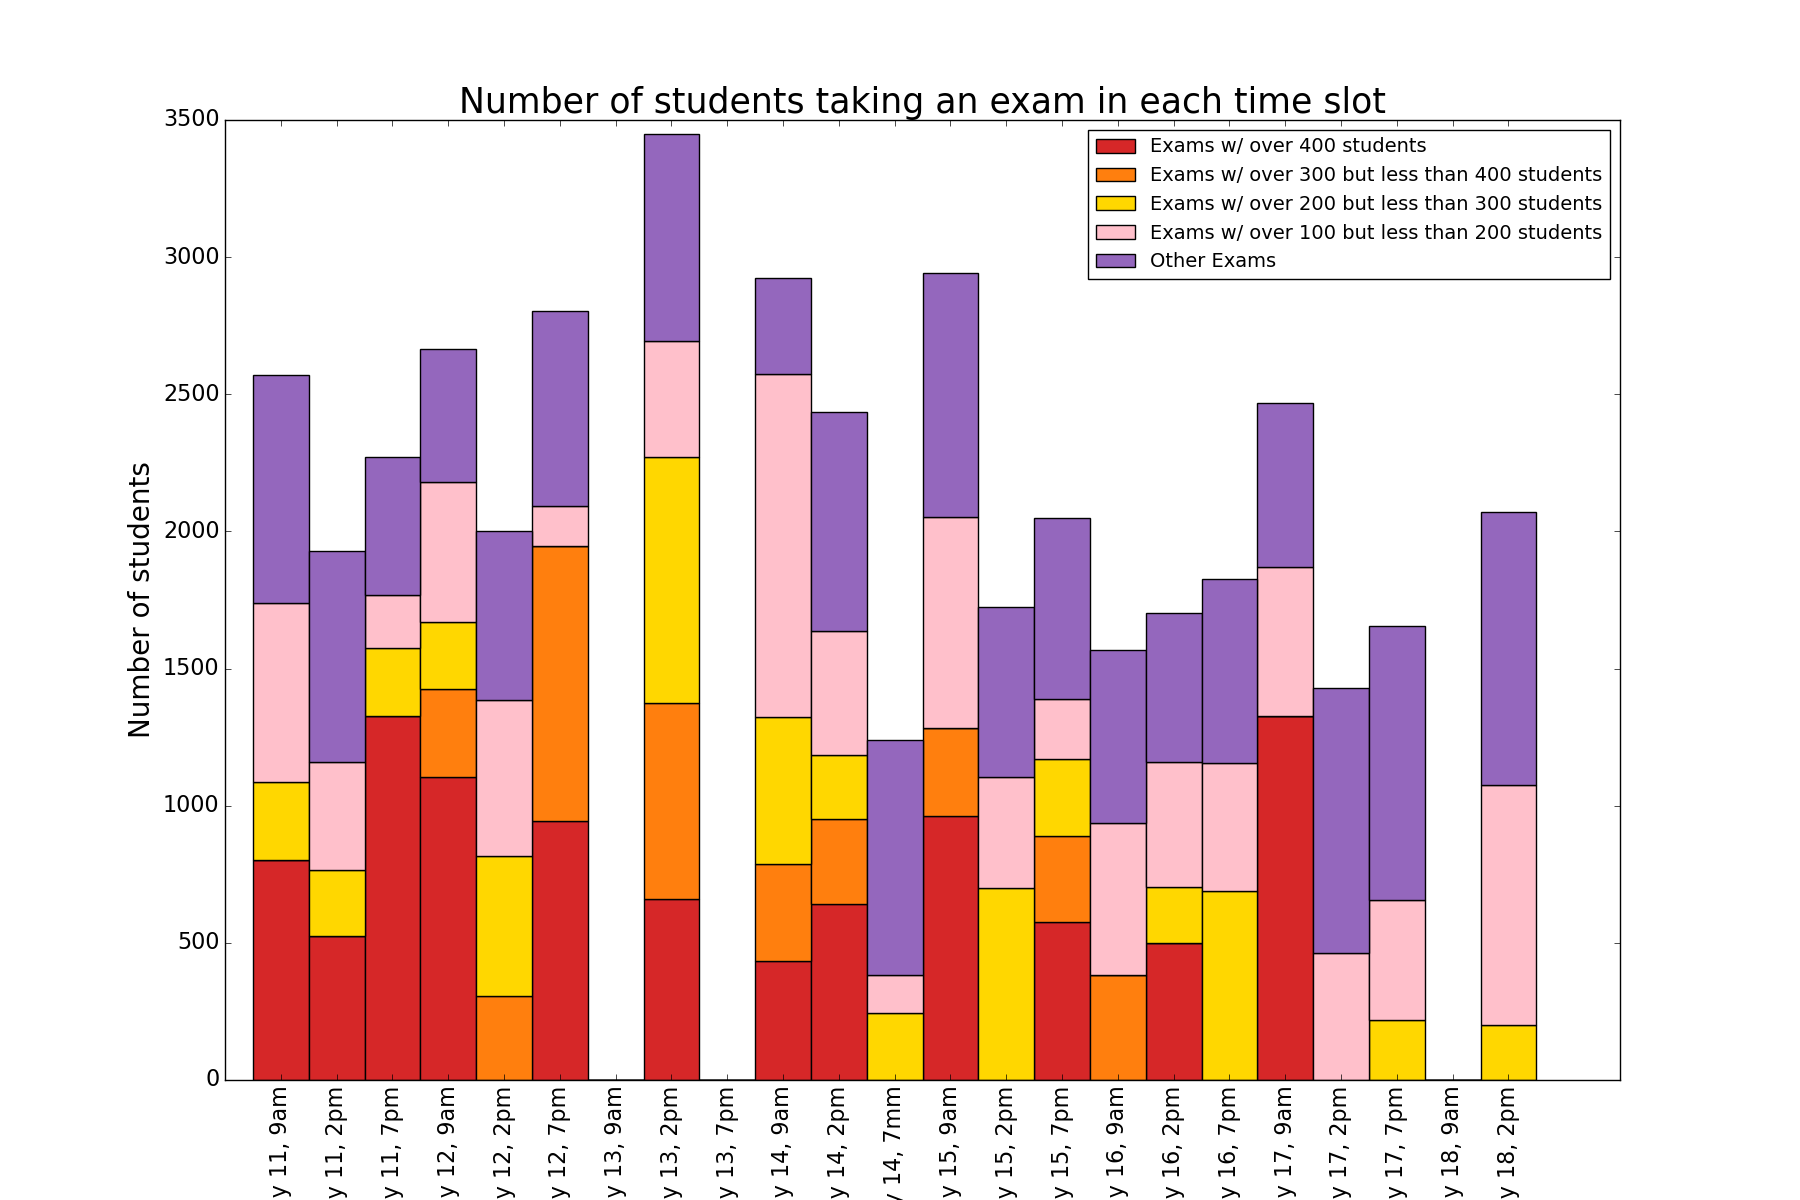 Number of students taking an exam in each time slot
Exams w/ over 400 students
Exams w/ over 300 but less than 400 students
Exams w/ over 200 but less than 300 students
Exams w/ over 100 but less than 200 students
Other Exams
Number of students
3500
3000
2500
2000
1500
1000
500
0
y 11, 9am
y 11, 2pm
y 11, 7pm
y 12, 9am
y 12, 2pm
y 12, 7pm
y 13, 9am
y 13, 2pm
y 13, 7pm
y 14, 9am
y 14, 2pm
y 14, 7mm
y 15, 9am
y 15, 2pm
y 15, 7pm
y 16, 9am
y 16, 2pm
y 16, 7pm
y 17, 9am
y 17, 2pm
y 17, 7pm
y 18, 9am
y 18, 2pm